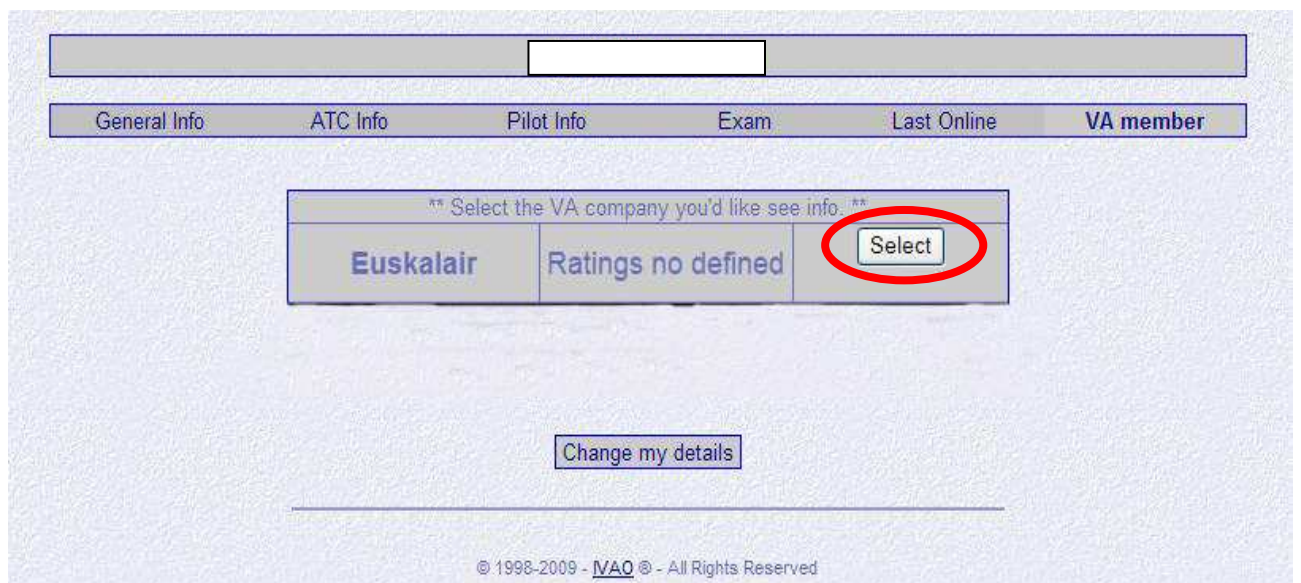 General Info ATC Info Pilot Info Exam Last Online VA member
** Select the VA company you'd like see info. **
Euskalair Ratings no defined Select
Change my details
© 1998-2009 - IVAO ® - All Rights Reserved